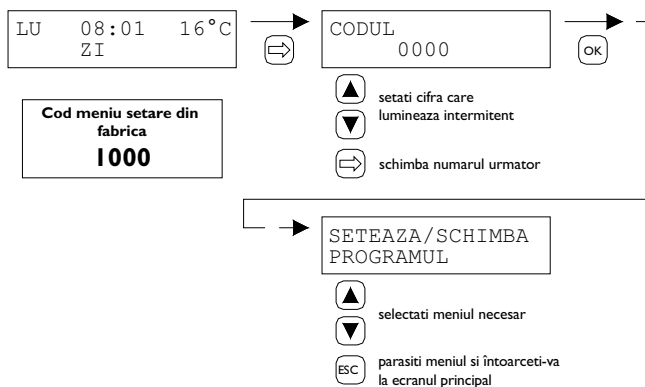 LU 08:01 16°C
ZI
CODUL
0000
OK
Cod meniu setare din
fabrica
1000
setati cifra care
lumineaza intermitent
schimba numarul urmator
SETEAZA/SCHIMBA
PROGRAMUL
selectati meniul necesar
ESC
parasiti meniul si întoarceti-va
la ecranul principal